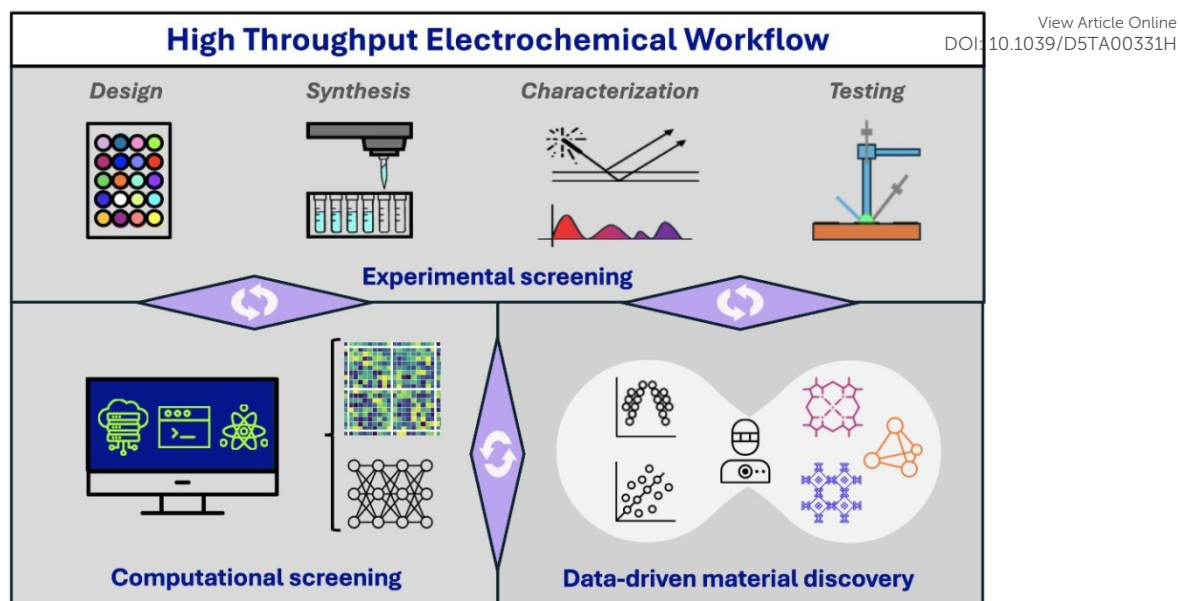 View Article Online
DOI: 10.1039/D5TA00331H
High Throughput Electrochemical Workflow
Design Synthesis Characterization Testing
Experimental screening
Computational screening
Data-driven material discovery